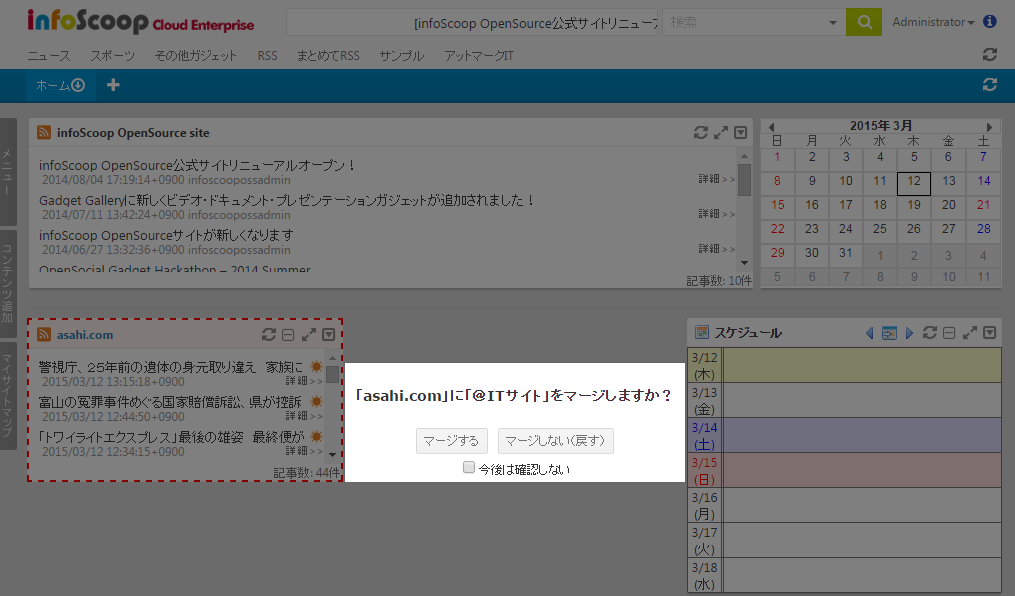 infoScoop Cloud Enterprise
[infoScoop OpenSource公式サイトリニューア
検索
Administrator
ニュース スポーツ その他ガジェット RSS まとめてRSS サンプル アットマークIT
ホーム
メニュー
コンテンツ追加
マイサイトマップ
infoScoop OpenSource site
infoScoop OpenSource公式サイトリニューアルオープン！
2014/08/04 17:19:14+0900 infoscoopossadmin
詳細>>
Gadget Galleryに新しくビデオ・ドキュメント・プレゼンテーションガジェットが追加されました！
2014/07/11 13:42:24+0900 infoscoopossadmin
詳細>>
infoScoop OpenSourceサイトが新しくなります
2014/06/27 13:32:36+0900 infoscoopossadmin
詳細>>
OpenSocial Gadget Hackathon – 2014 Summer
記事数: 10件
2015年 3月
日 月 火 水 木 金 土
1 2 3 4 5 6 7
8 9 10 11 12 13 14
15 16 17 18 19 20 21
22 23 24 25 26 27 28
29 30 31 1 2 3 4
5 6 7 8 9 10 11
asahi.com
警視庁、25年前の遺体の身元取り違え 家族に
2015/03/12 13:15:18+0900
詳細>>
富山の冤罪事件めぐる国家賠償訴訟、県が控訴
2015/03/12 12:44:50+0900
詳細>>
「トワイライトエクスプレス」最後の雄姿 最終便が
2015/03/12 12:34:15+0900
詳細>>
記事数: 44件
「asahi.com」に「＠ITサイト」をマージしますか？
マージする マージしない(戻す)
今後は確認しない
スケジュール
3/12
(木)
3/13
(金)
3/14
(土)
3/15
(日)
3/16
(月)
3/17
(火)
3/18
(水)